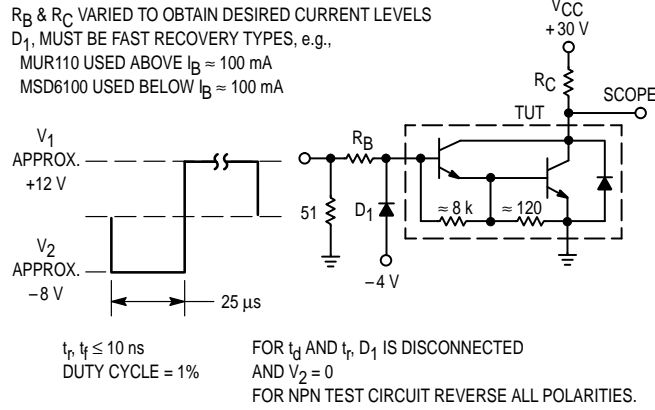 R_B & R_C VARIED TO OBTAIN DESIRED CURRENT LEVELS
D_1, MUST BE FAST RECOVERY TYPES, e.g.,
MUR110 USED ABOVE I_B ≈ 100 mA
MSD6100 USED BELOW I_B ≈ 100 mA
V_CC
+30 V
R_C
SCOPE
TUT
V_1
APPROX.
+12 V
R_B
51
D_1
≈ 8 k
≈ 120
V_2
APPROX.
−8 V
−4 V
25 µs
t_r, t_f ≤ 10 ns
DUTY CYCLE = 1%
FOR t_d AND t_r, D_1 IS DISCONNECTED
AND V_2 = 0
FOR NPN TEST CIRCUIT REVERSE ALL POLARITIES.